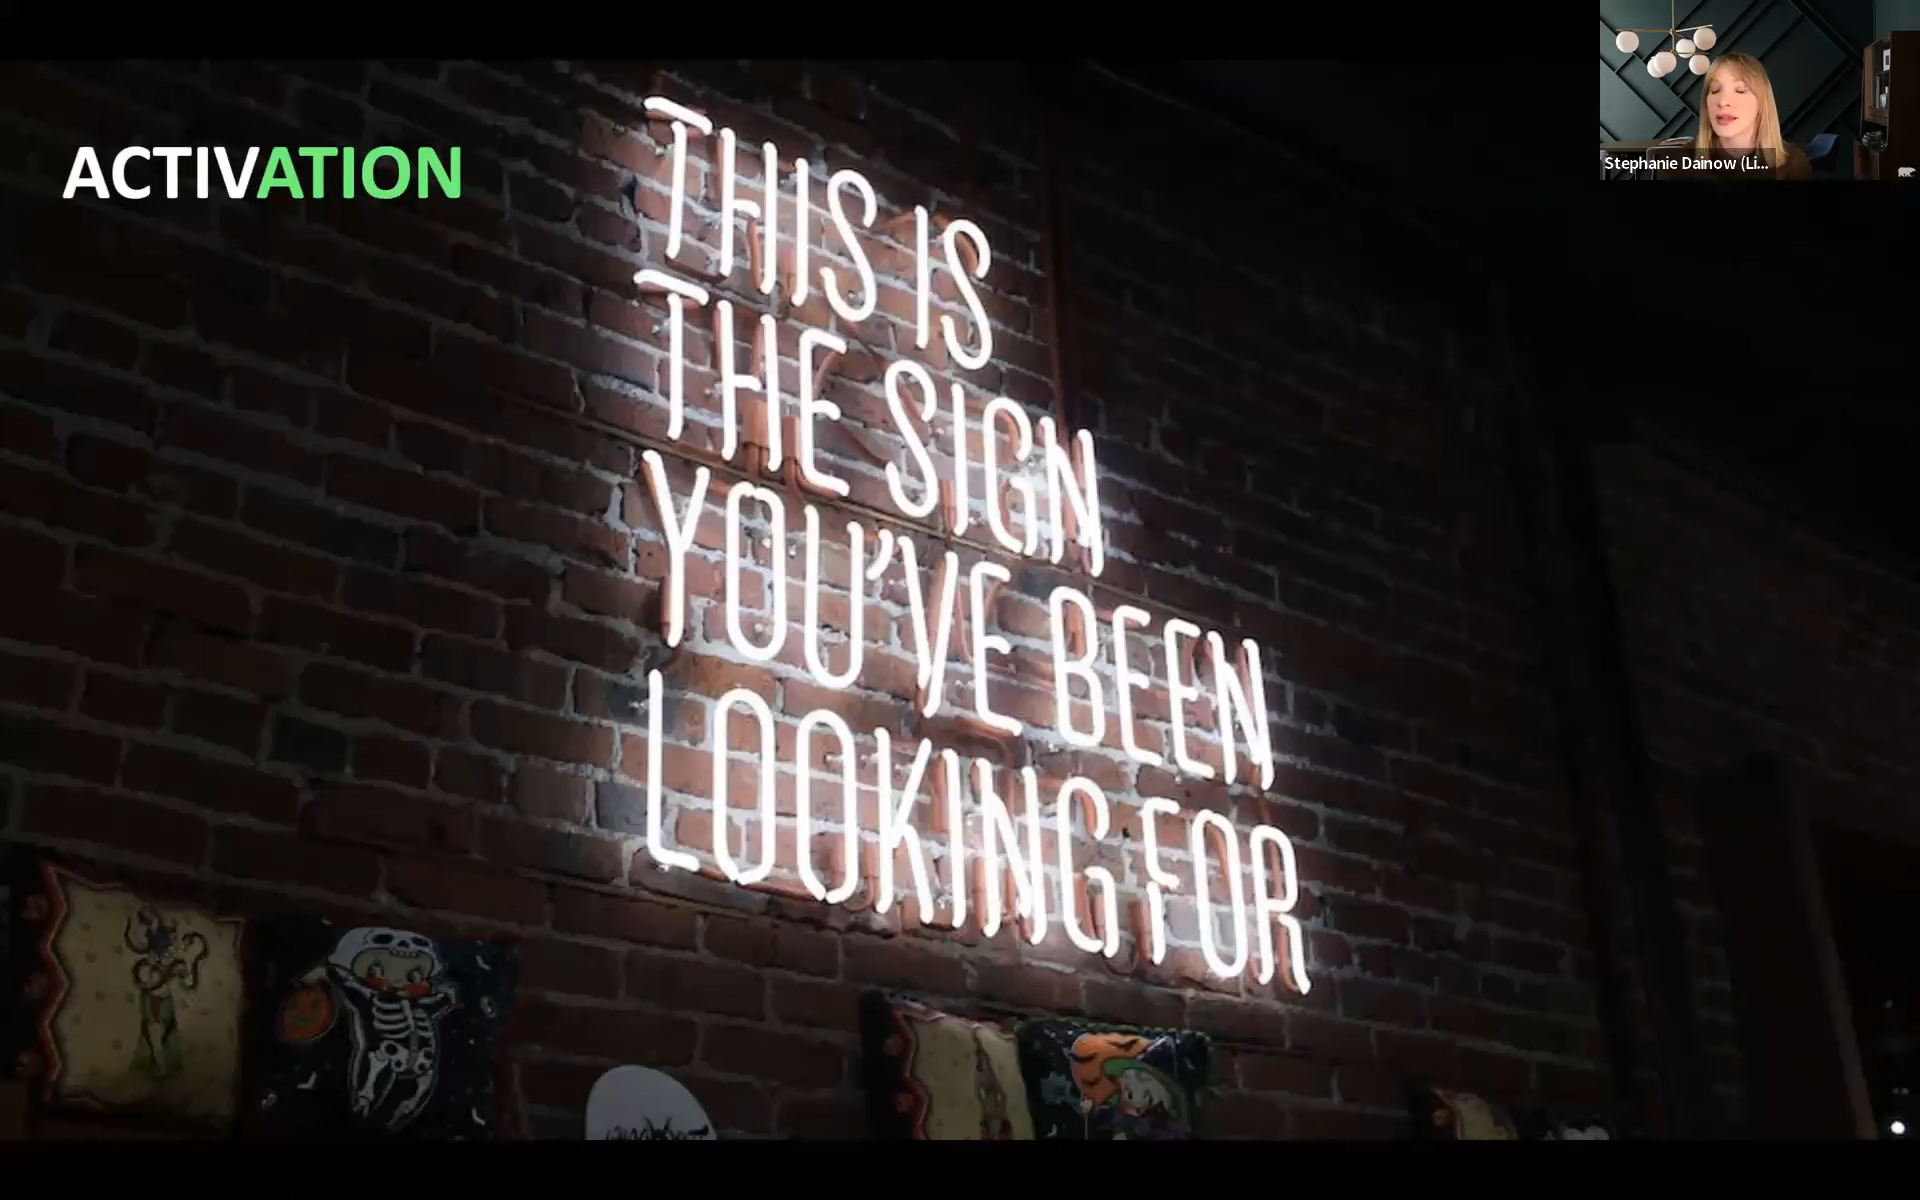 ACTIVATION
THIS IS
THE SIGN
YOU'VE BEEN
LOOKING FOR
Stephanie Dainow (Li...